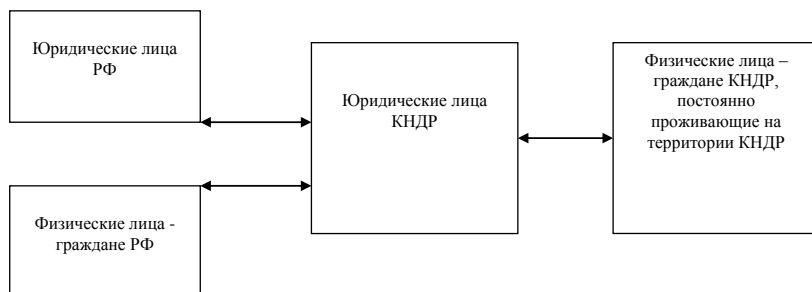 Юридические лица
РФ
Физические лица -
граждане РФ
Юридические лица
КНДР
Физические лица –
граждане КНДР,
постоянно
проживающие на
территории КНДР